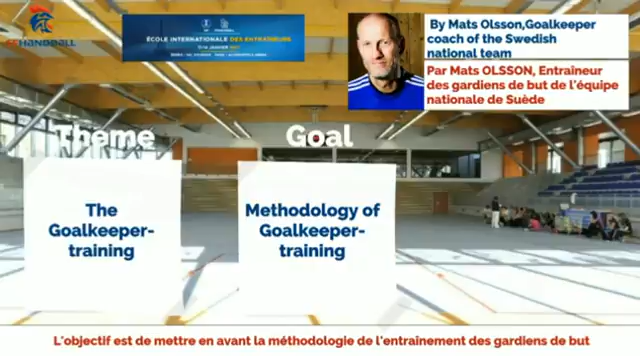 FFHANDBALL
ÉCOLE INTERNATIONALE DES ENTRAINEURS
By Mats Olsson,Goalkeeper
coach of the Swedish
national team
Par Mats OLSSON, Entraîneur
des gardiens de but de l'équipe
nationale de Suède
Theme
Goal
The
Goalkeeper-
training
Methodology of
Goalkeeper-
training
L'objectif est de mettre en avant la méthodologie de l'entraînement des gardiens de but